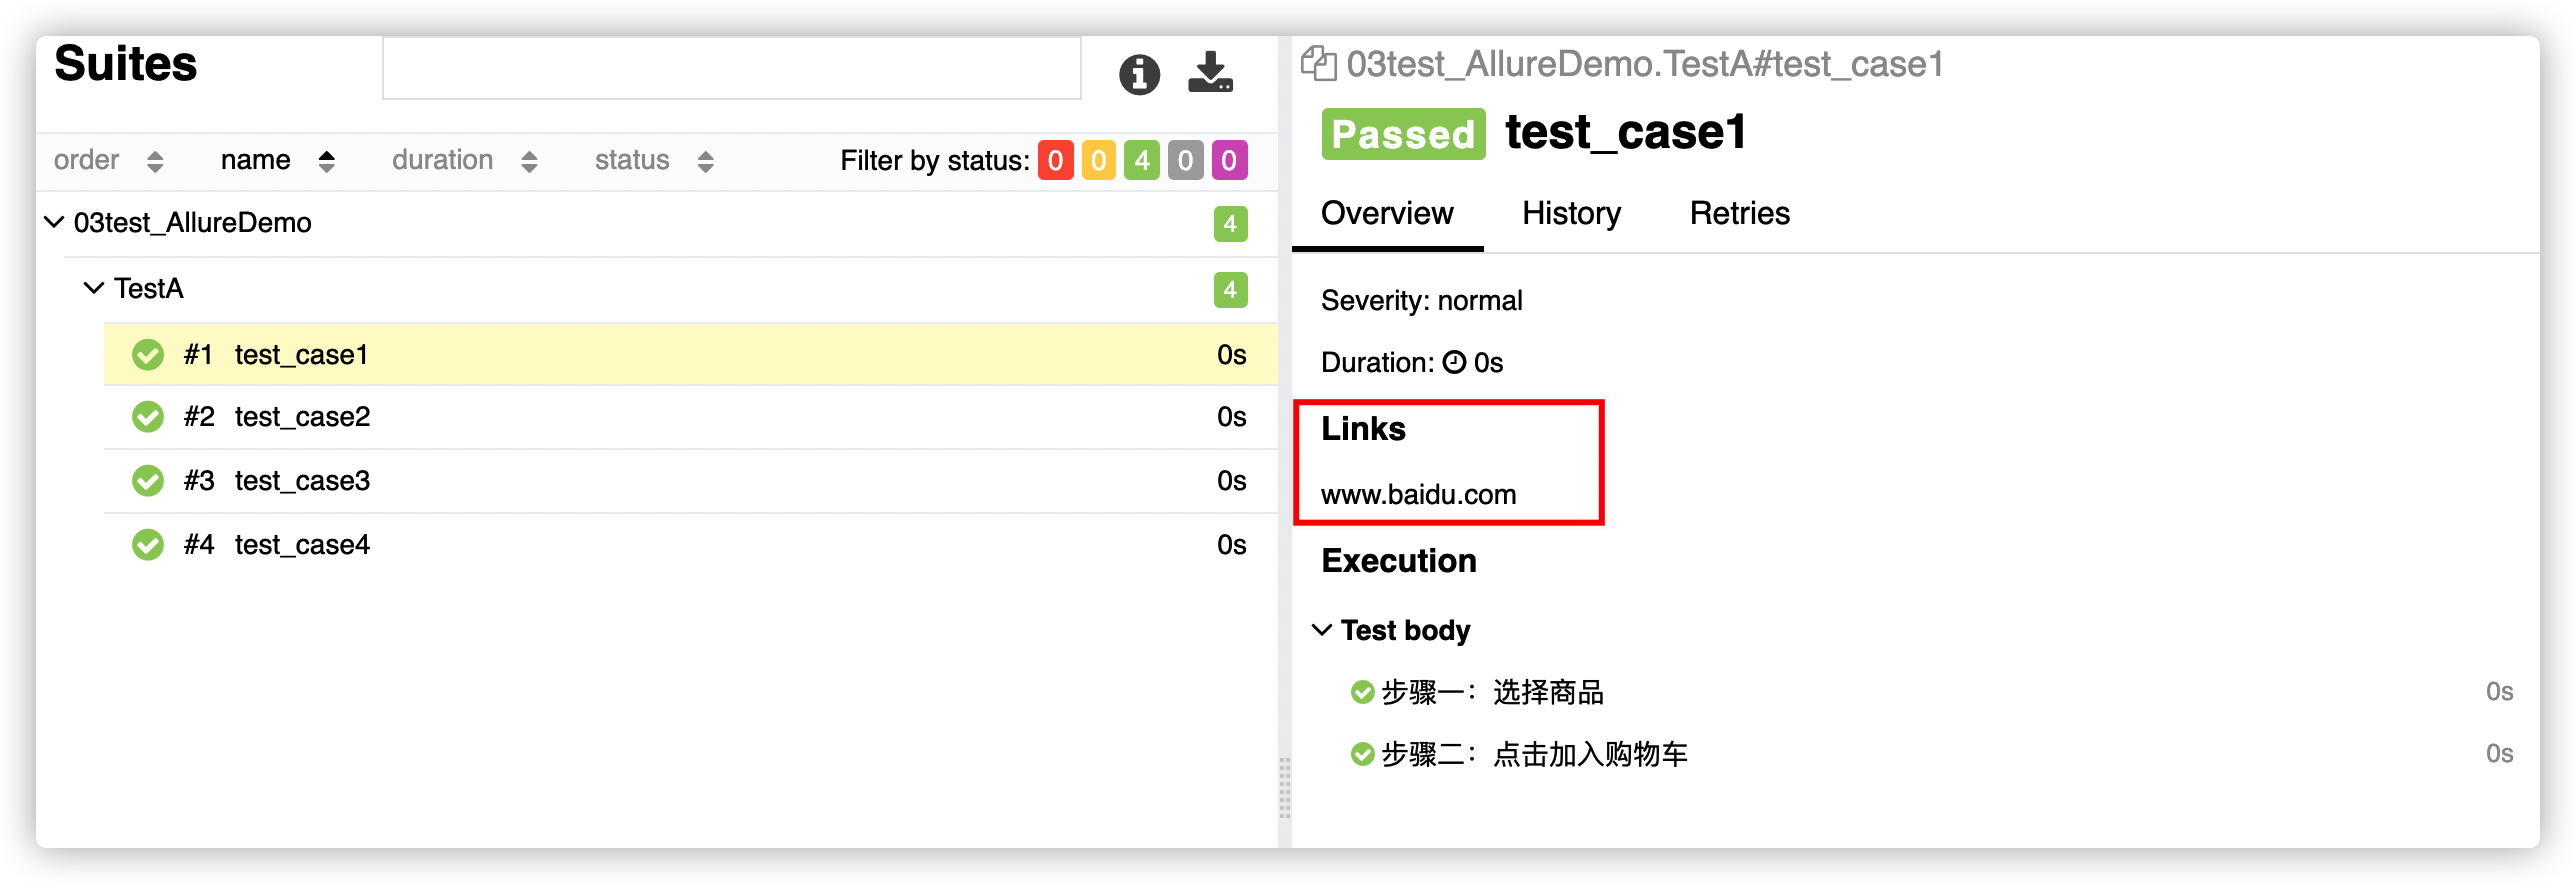 Suites
order name duration status Filter by status: 0 0 4 0 0
03test_AllureDemo 4
TestA 4
#1 test_case1 0s
#2 test_case2 0s
#3 test_case3 0s
#4 test_case4 0s
03test_AllureDemo.TestA#test_case1
Passed test_case1
Overview History Retries
Severity: normal
Duration: 0s
Links
www.baidu.com
Execution
Test body
步骤一：选择商品 0s
步骤二：点击加入购物车 0s